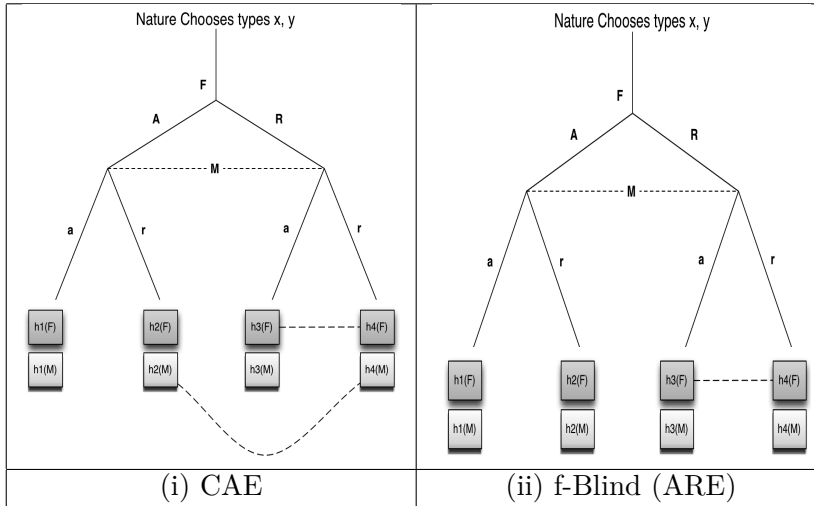 Nature Chooses types x, y
F
A
R
M
a
r
a
r
h1(F)
h2(F)
h3(F)
h4(F)
h1(M)
h2(M)
h3(M)
h4(M)
(i) CAE
Nature Chooses types x, y
F
A
R
M
a
r
a
r
h1(F)
h2(F)
h3(F)
h4(F)
h1(M)
h2(M)
h3(M)
h4(M)
(ii) f-Blind (ARE)